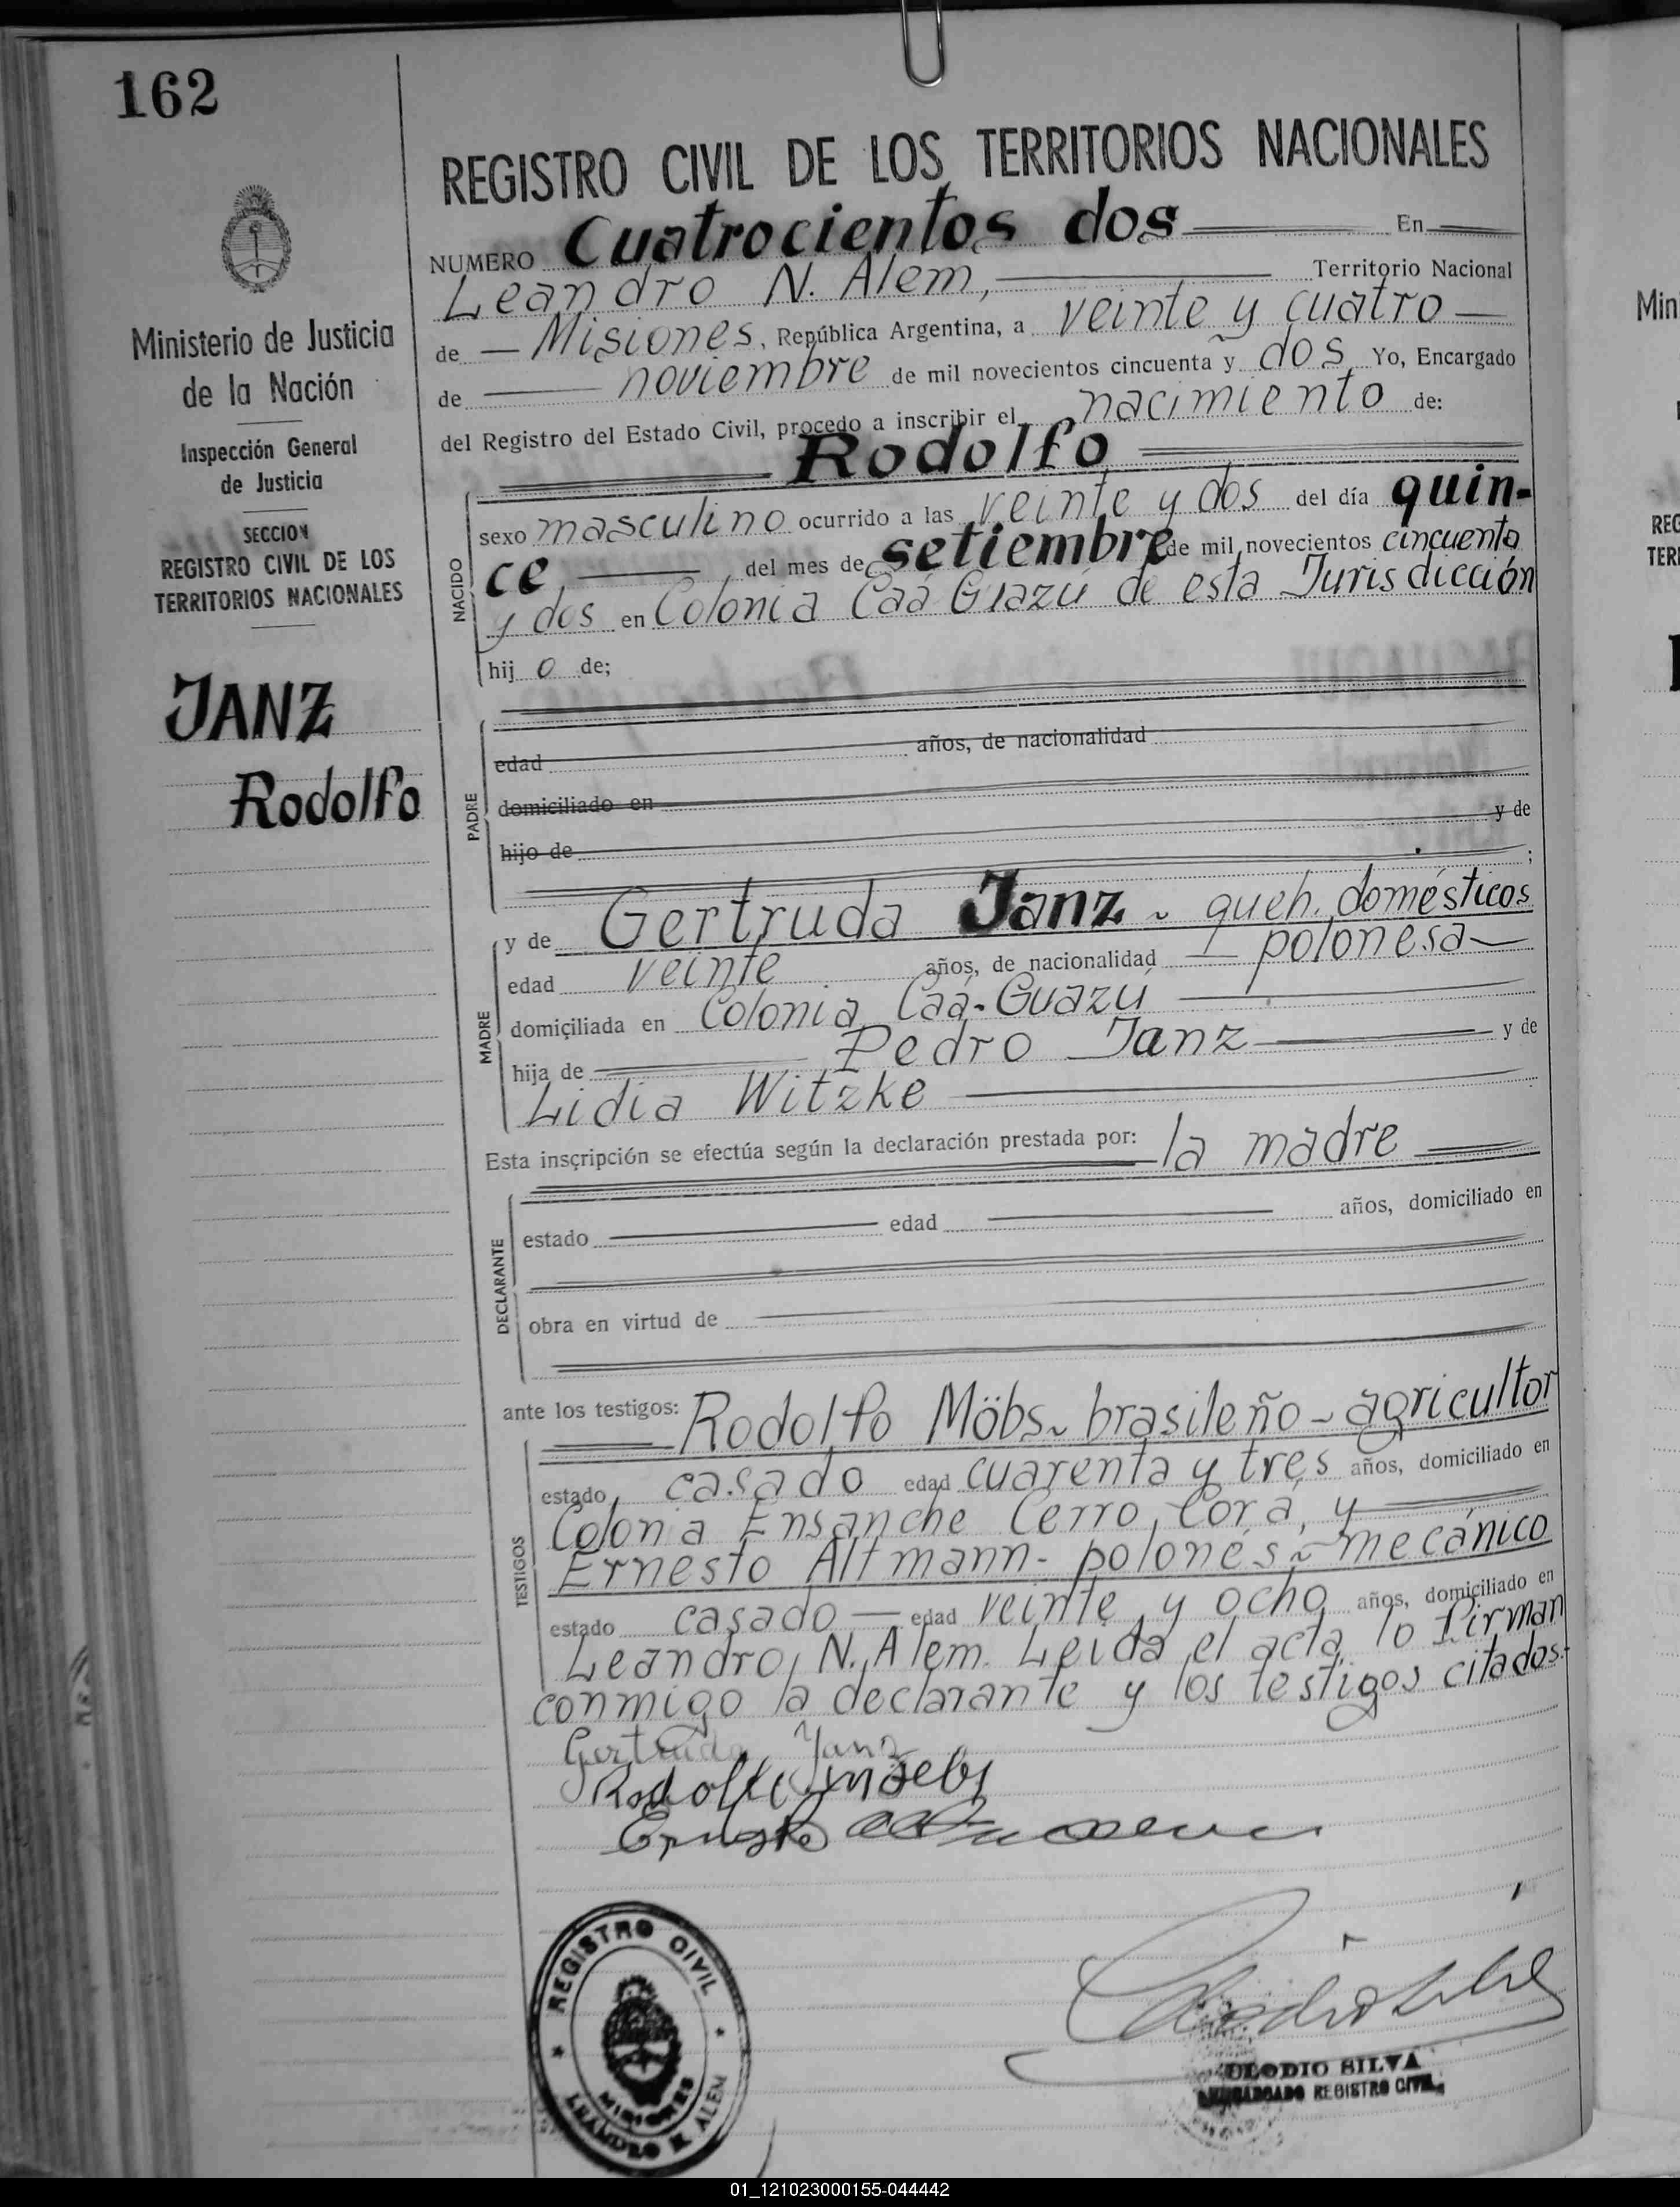 162
REGISTRO CIVIL DE LOS TERRITORIOS NACIONALES
NUMERO Cuatrocientos dos En
Leandro N. Alem, Territorio Nacional
de Misiones, República Argentina, a veinte y cuatro
de noviembre de mil novecientos cincuenta y dos Yo, Encargado
del Registro del Estado Civil, procedo a inscribir el nacimiento de:
Rodolfo
sexo masculino ocurrido a las veinte y dos del día quin-
ce, del mes de setiembre de mil novecientos cincuenta
y dos en Colonia Caá Guazú de esta Jurisdicción
hij o de;
NACIDO
Ministerio de Justicia
de la Nación
Inspección General
de Justicia
SECCION
REGISTRO CIVIL DE LOS
TERRITORIOS NACIONALES
JANZ
Rodolfo
PADRE
edad años, de nacionalidad
domiciliado en
hijo de y de
;
MADRE
y de Gertruda Janz ~ queh. domésticos
edad veinte años, de nacionalidad polonesa
domiciliada en Colonia Caá-Guazú
hija de Pedro Janz y de
Lidia Witzke
Esta inscripción se efectúa según la declaración prestada por: la madre
DECLARANTE
estado edad años, domiciliado en
obra en virtud de
ante los testigos: Rodolfo Möbs ~ brasileño ~ agricultor
TESTIGOS
estado casado edad cuarenta y tres años, domiciliado en
Colonia Ensanche Cerro Corá, y
Ernesto Altmann - polonés ~ mecánico
estado casado edad veinte y ocho años, domiciliado en
Leandro N. Alem. Leida el acta, lo firman
conmigo la declarante y los testigos citados.-
Gertruda Janz
Rodolfo Moebs
Ernesto
REGISTRO CIVIL
MISIONES
LEANDRO N. ALEM
CLODIO SILVA
ENCARGADO REGISTRO CIVIL
Min
REG
TER
01_121023000155-044442